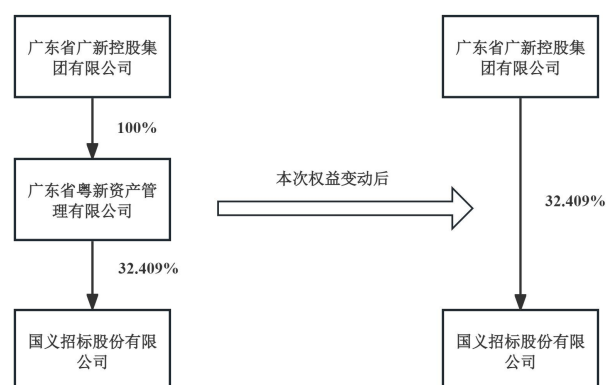 广东省广新控股集
团有限公司
100%
广东省粤新资产管
理有限公司
32.409%
国义招标股份有限
公司
本次权益变动后
广东省广新控股集
团有限公司
32.409%
国义招标股份有限
公司